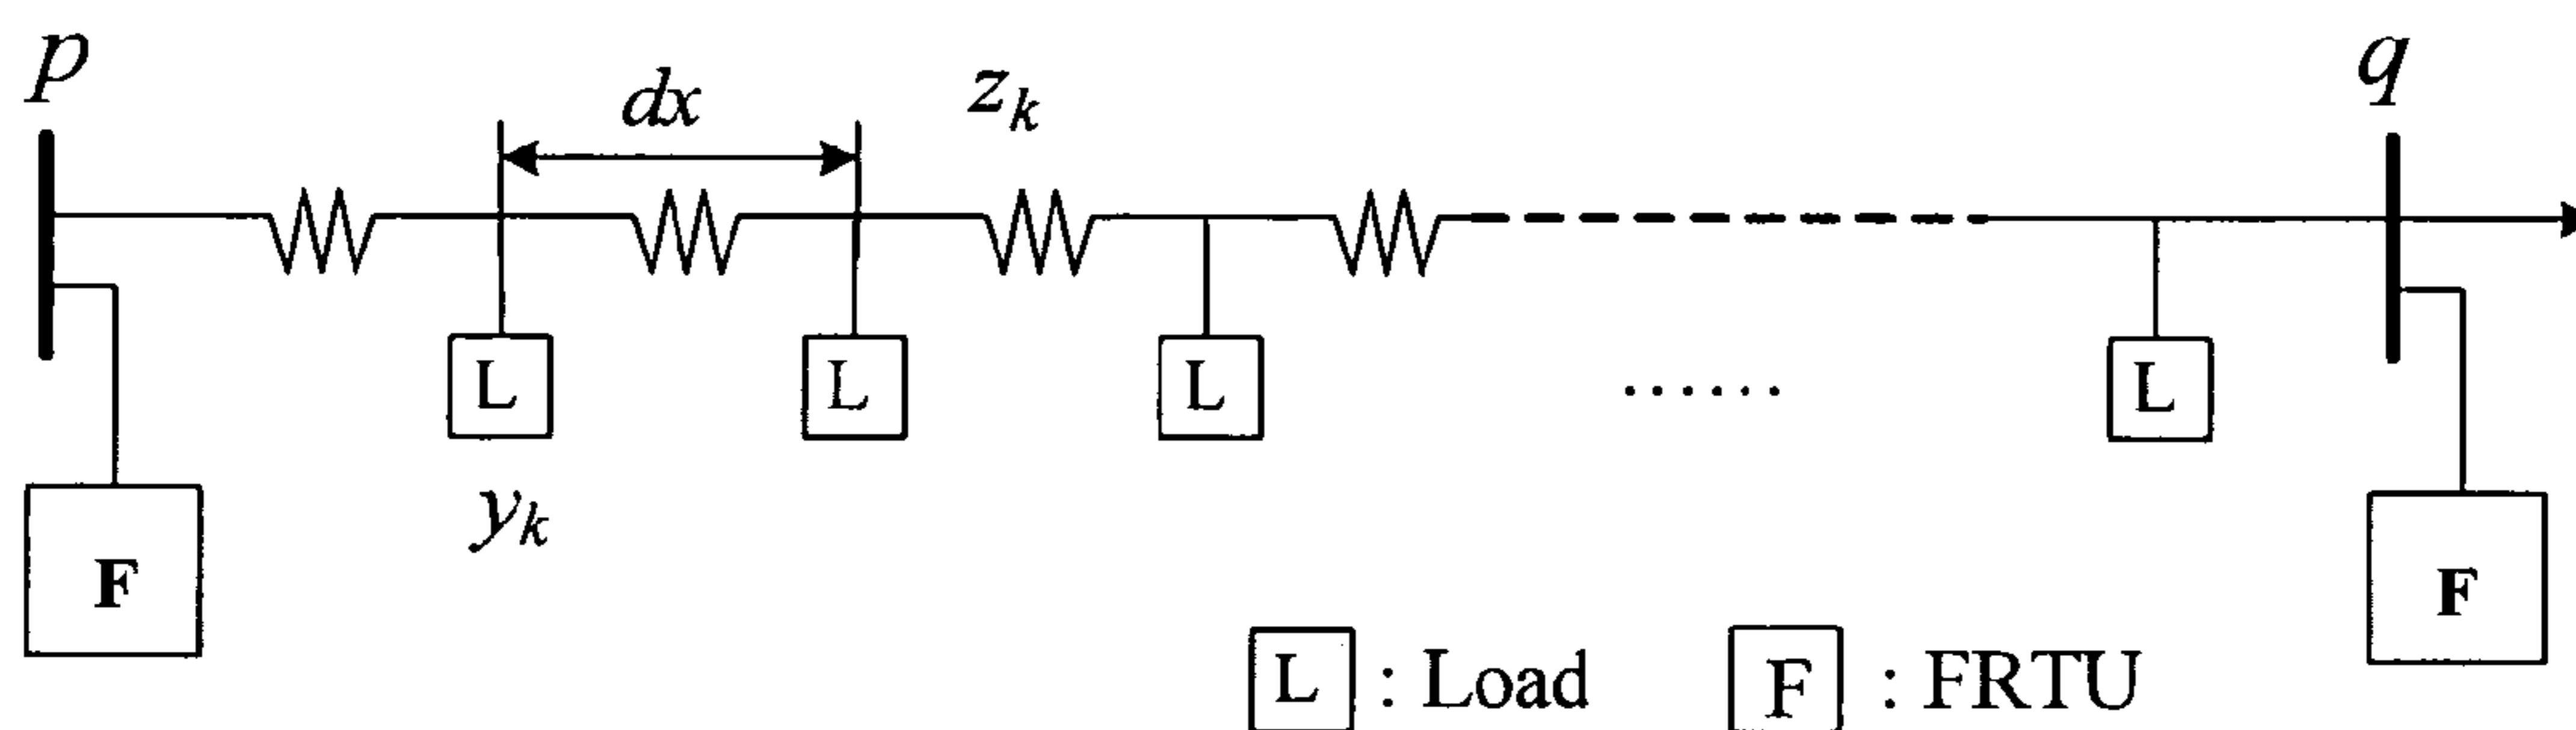 p
q
dx
z_k
L
L
L
......
L
y_k
F
F
L : Load
F : FRTU